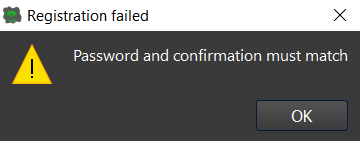 Registration failed
Password and confirmation must match
OK